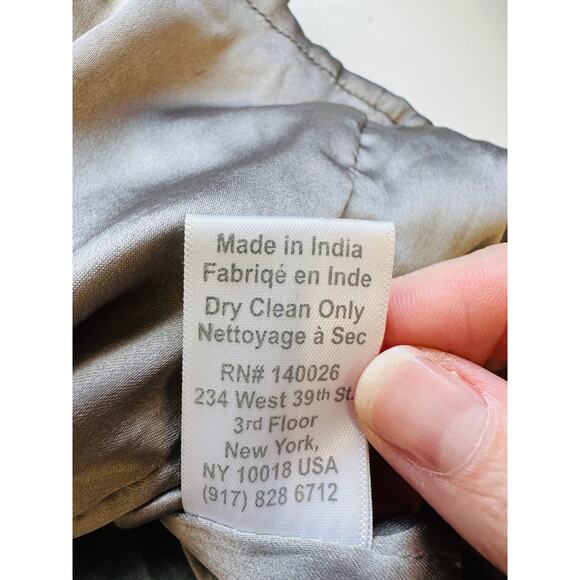 Made in India
Fabriqé en Inde
Dry Clean Only
Nettoyage à Sec
RN# 140026
234 West 39th St.
3rd Floor
New York,
NY 10018 USA
(917) 828 6712